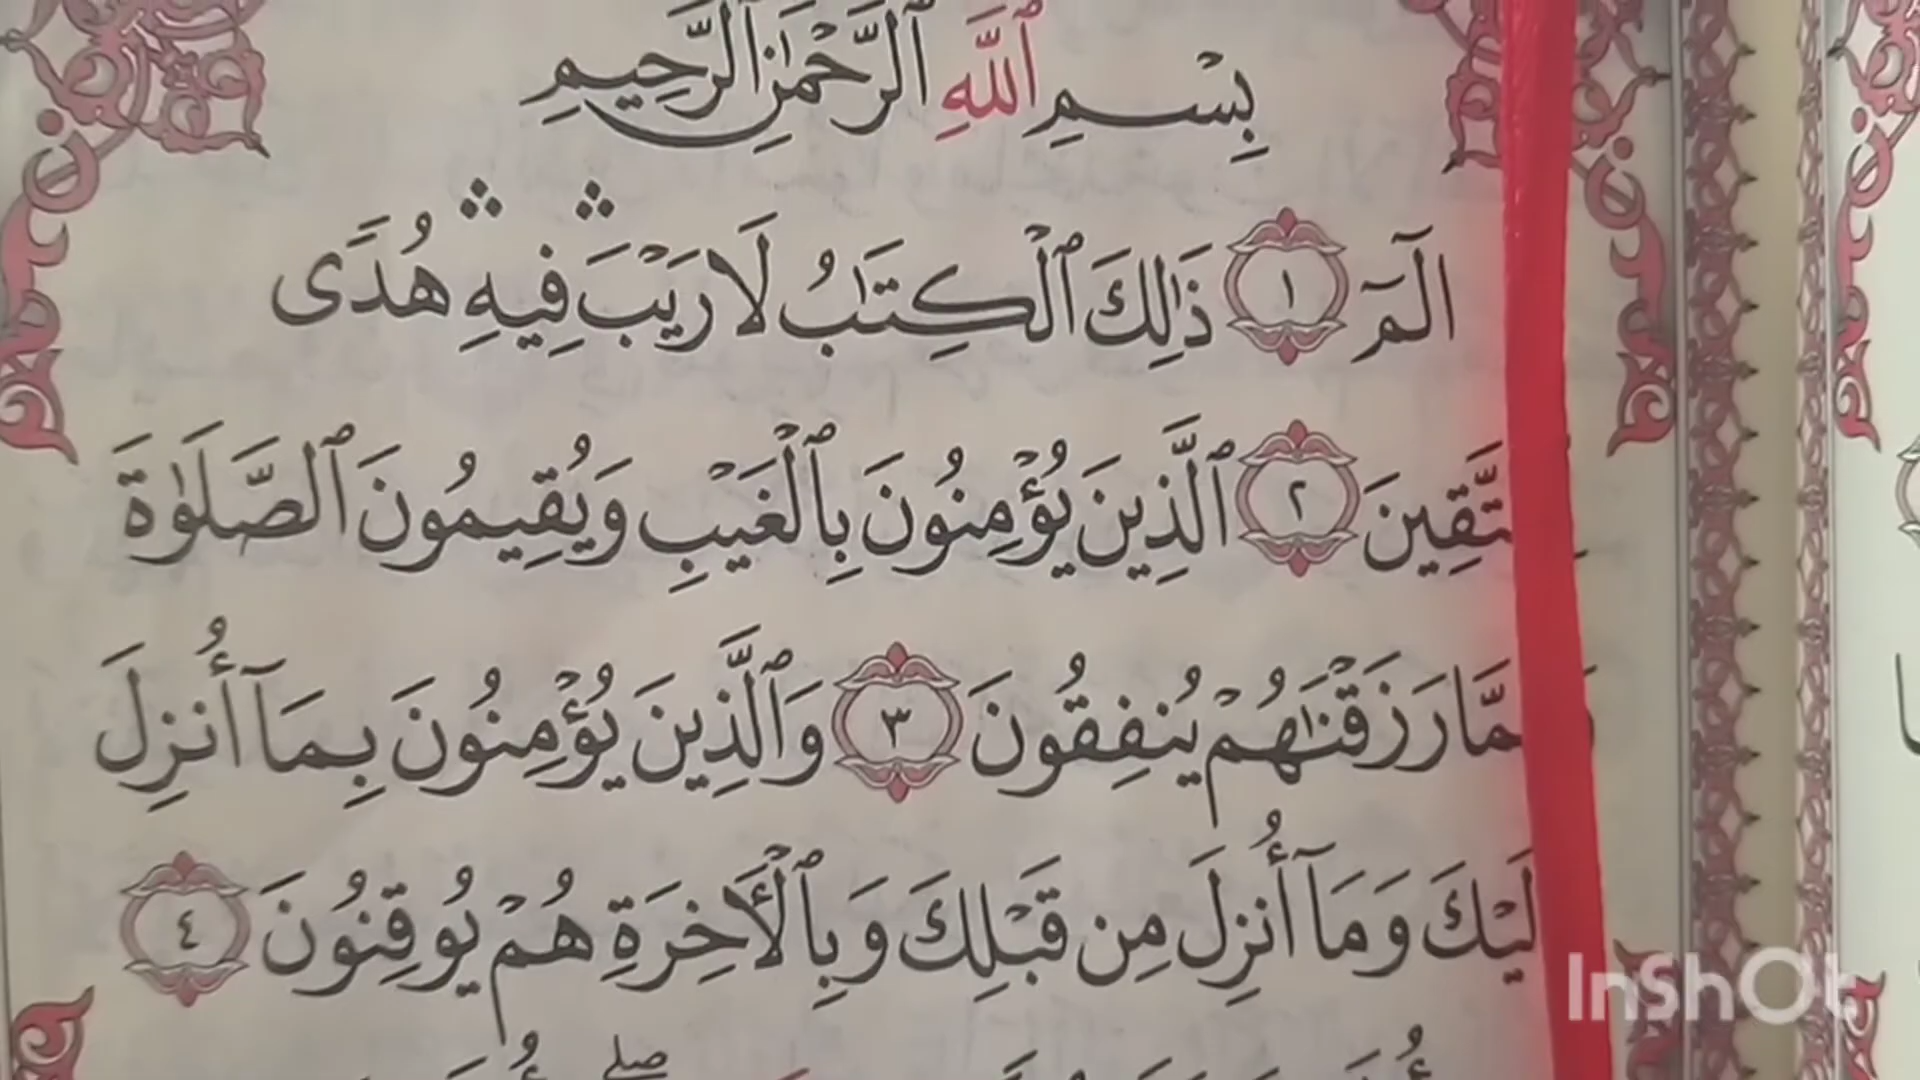 بِسْمِ ٱللَّهِ ٱلرَّحْمَٰنِ ٱلرَّحِيمِ
الٓمٓ ١ ذَٰلِكَ ٱلْكِتَٰبُ لَا رَيْبَ ۛ فِيهِ ۛ هُدًى
ٱلَّذِينَ يُؤْمِنُونَ بِٱلْغَيْبِ وَيُقِيمُونَ ٱلصَّلَوٰةَ ٢ تَّقِينَ
مَّا رَزَقْنَٰهُمْ يُنفِقُونَ ٣ وَٱلَّذِينَ يُؤْمِنُونَ بِمَآ أُنزِلَ
لَيْكَ وَمَآ أُنزِلَ مِن قَبْلِكَ وَبِٱلْأَخِرَةِ هُمْ يُوقِنُونَ ٤
InShOt